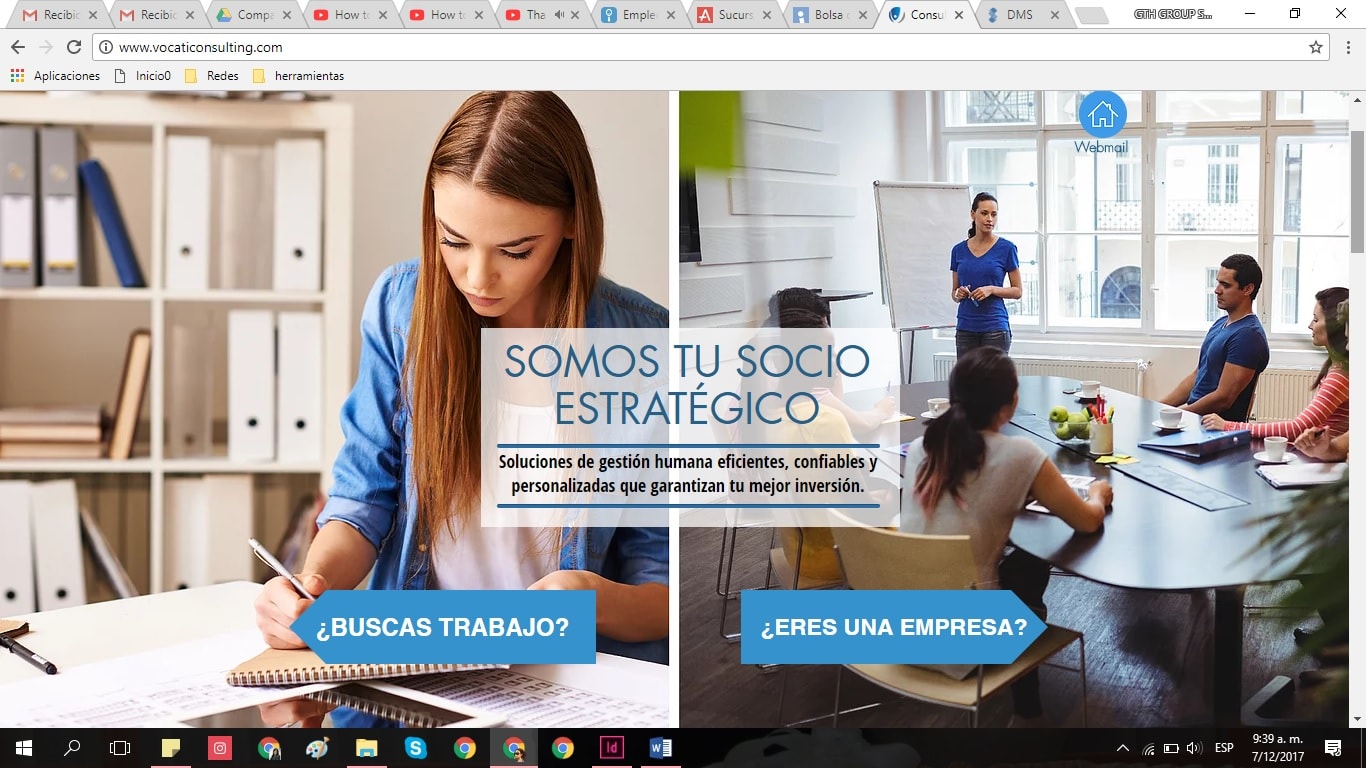 Recibic
Recibic
Compa
How to
How to
Tha
Emple
Sucurs
Bolsa d
Consu
DMS
GTH GROUP S...
www.vocaticonsulting.com
Aplicaciones Inicio0 Redes herramientas
Webmail
SOMOS TU SOCIO
ESTRATÉGICO
Soluciones de gestión humana eficientes, confiables y
personalizadas que garantizan tu mejor inversión.
¿BUSCAS TRABAJO?
¿ERES UNA EMPRESA?
ESP
9:39 a. m.
7/12/2017